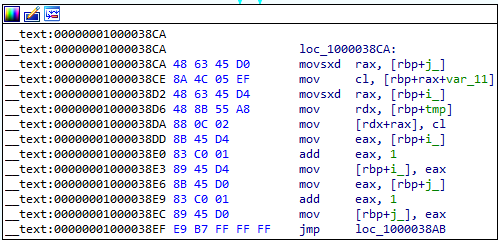 __text:00000001000038CA
__text:00000001000038CA loc_1000038CA:
__text:00000001000038CA 48 63 45 D0 movsxd rax, [rbp+j_]
__text:00000001000038CE 8A 4C 05 EF mov cl, [rbp+rax+var_11]
__text:00000001000038D2 48 63 45 D4 movsxd rax, [rbp+i_]
__text:00000001000038D6 48 8B 55 A8 mov rdx, [rbp+tmp]
__text:00000001000038DA 88 0C 02 mov [rdx+rax], cl
__text:00000001000038DD 8B 45 D4 mov eax, [rbp+i_]
__text:00000001000038E0 83 C0 01 add eax, 1
__text:00000001000038E3 89 45 D4 mov [rbp+i_], eax
__text:00000001000038E6 8B 45 D0 mov eax, [rbp+j_]
__text:00000001000038E9 83 C0 01 add eax, 1
__text:00000001000038EC 89 45 D0 mov [rbp+j_], eax
__text:00000001000038EF E9 B7 FF FF FF jmp loc_1000038AB